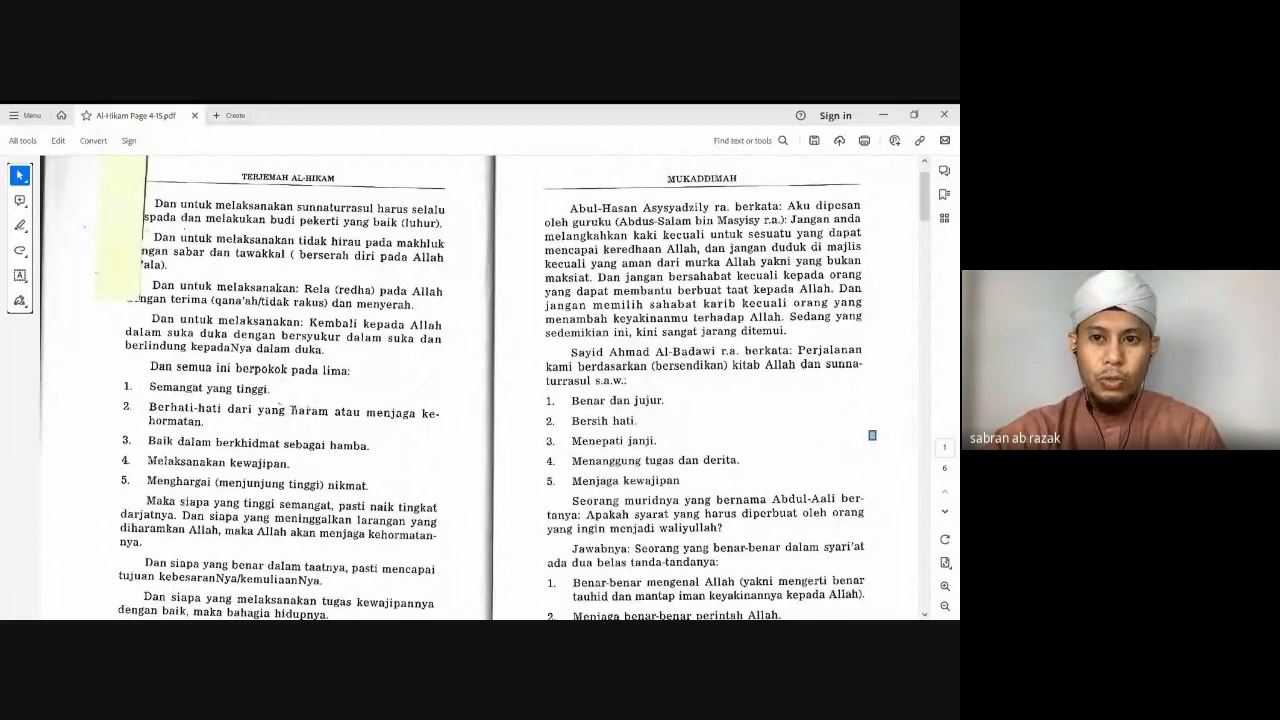 Menu
Al-Hikam Page 4-15.pdf
Create
Sign in
All tools
Edit
Convert
Sign
Find text or tools
TERJEMAH AL-HIKAM
Dan untuk melaksanakan sunnaturrasul harus selalu
spada dan melakukan budi pekerti yang baik (luhur).
Dan untuk melaksanakan tidak hirau pada makhluk
ngan sabar dan tawakkal ( berserah diri pada Allah
'ala).
Dan untuk melaksanakan: Rela (redha) pada Allah
engan terima (qana'ah/tidak rakus) dan menyerah.
Dan untuk melaksanakan: Kembali kepada Allah
dalam suka duka dengan bersyukur dalam suka dan
berlindung kepadaNya dalam duka.
Dan semua ini berpokok pada lima:
1. Semangat yang tinggi.
2. Berhati-hati dari yang haram atau menjaga ke-
hormatan.
3. Baik dalam berkhidmat sebagai hamba.
4. Melaksanakan kewajipan.
5. Menghargai (menjunjung tinggi) nikmat.
Maka siapa yang tinggi semangat, pasti naik tingkat
darjatnya. Dan siapa yang meninggalkan larangan yang
diharamkan Allah, maka Allah akan menjaga kehormatan-
nya.
Dan siapa yang benar dalam taatnya, pasti mencapai
tujuan kebesaranNya/kemuliaanNya.
Dan siapa yang melaksanakan tugas kewajipannya
dengan baik, maka bahagia hidupnya.
MUKADDIMAH
Abul-Hasan Asysyadzily ra. berkata: Aku dipesan
oleh guruku (Abdus-Salam bin Masyisy r.a.): Jangan anda
melangkahkan kaki kecuali untuk sesuatu yang dapat
mencapai keredhaan Allah, dan jangan duduk di majlis
kecuali yang aman dari murka Allah yakni yang bukan
maksiat. Dan jangan bersahabat kecuali kepada orang
yang dapat membantu berbuat taat kepada Allah. Dan
jangan memilih sahabat karib kecuali orang yang
menambah keyakinanmu terhadap Allah. Sedang yang
sedemikian ini, kini sangat jarang ditemui.
Sayid Ahmad Al-Badawi r.a. berkata: Perjalanan
kami berdasarkan (bersendikan) kitab Allah dan sunna-
turrasul s.a.w.:
1. Benar dan jujur.
2. Bersih hati.
3. Menepati janji.
4. Menanggung tugas dan derita.
5. Menjaga kewajipan
Seorang muridnya yang bernama Abdul-Aali ber-
tanya: Apakah syarat yang harus diperbuat oleh orang
yang ingin menjadi waliyullah?
Jawabnya: Seorang yang benar-benar dalam syari'at
ada dua belas tanda-tandanya:
1. Benar-benar mengenal Allah (yakni mengerti benar
tauhid dan mantap iman keyakinannya kepada Allah).
2. Menjaga benar-benar perintah Allah.
1
6
sabran ab razak